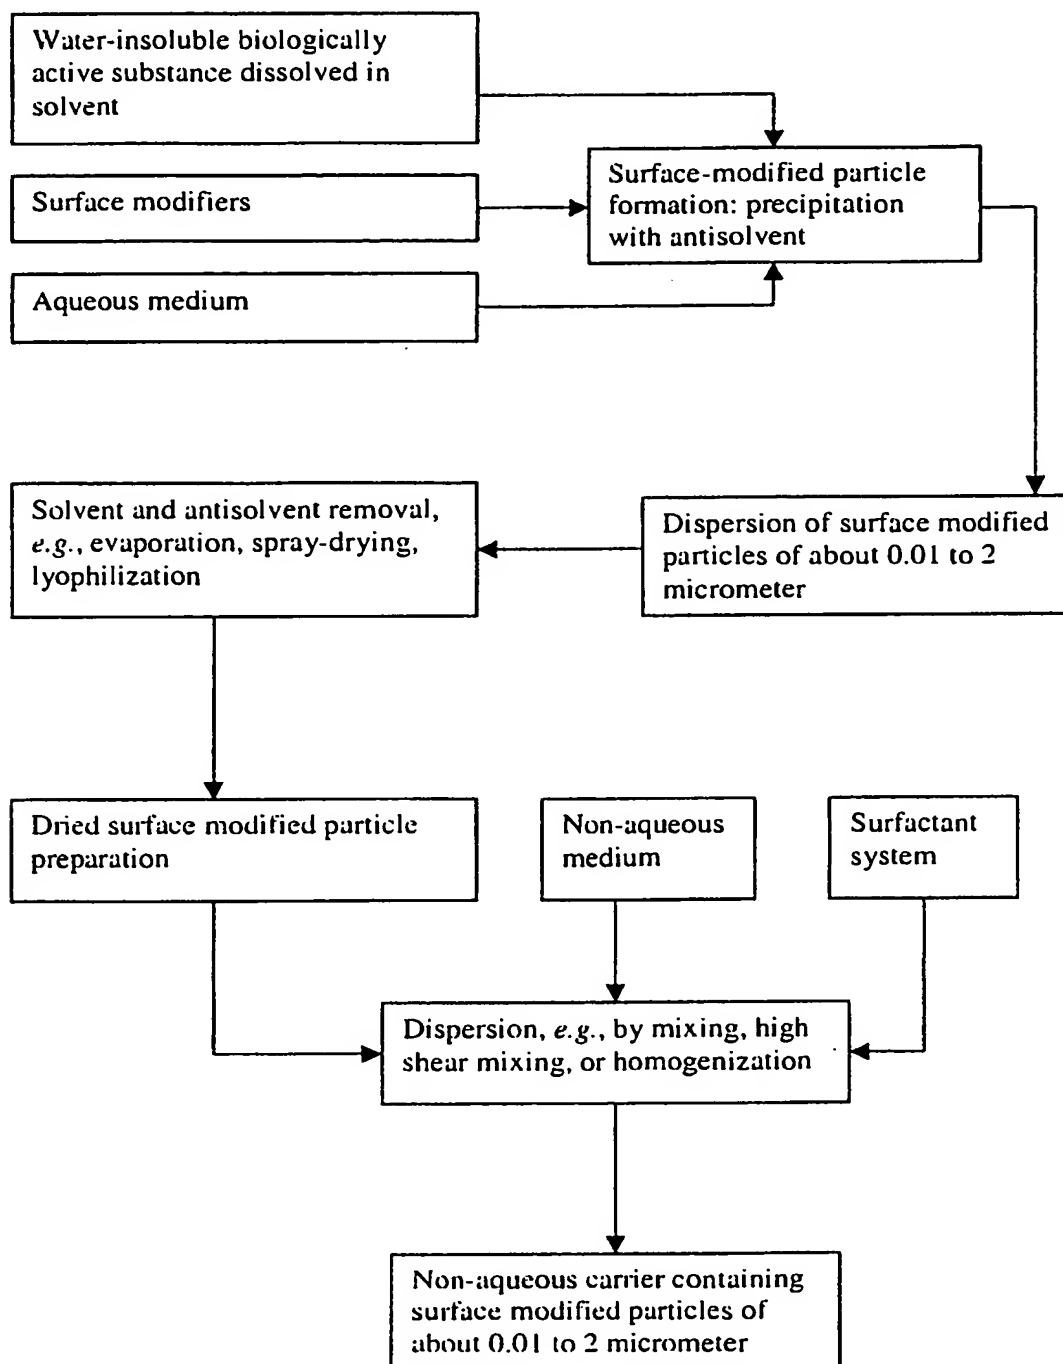 Water-insoluble biologically
active substance dissolved in
solvent
Surface modifiers
Aqueous medium
Surface-modified particle
formation: precipitation
with antisolvent
Solvent and antisolvent removal,
e.g., evaporation, spray-drying,
lyophilization
Dispersion of surface modified
particles of about 0.01 to 2
micrometer
Dried surface modified particle
preparation
Non-aqueous
medium
Surfactant
system
Dispersion, e.g., by mixing, high
shear mixing, or homogenization
Non-aqueous carrier containing
surface modified particles of
about 0.01 to 2 micrometer